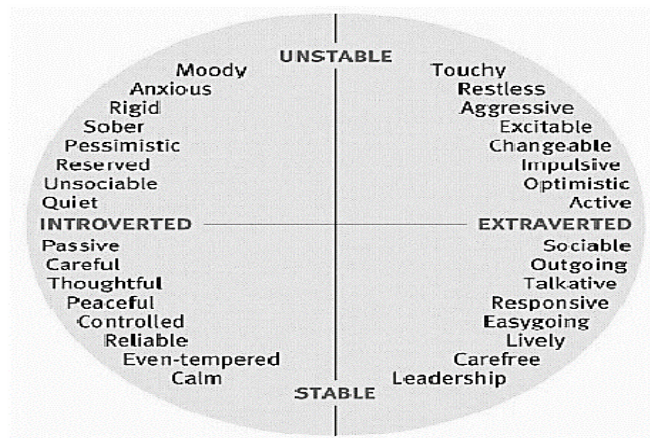 UNSTABLE
Moody Touchy
Anxious Restless
Rigid Aggressive
Sober Excitable
Pessimistic Changeable
Reserved Impulsive
Unsociable Optimistic
Quiet Active
INTROVERTED EXTRAVERTED
Passive Sociable
Careful Outgoing
Thoughtful Talkative
Peaceful Responsive
Controlled Easygoing
Reliable Lively
Even-tempered Carefree
Calm Leadership
STABLE